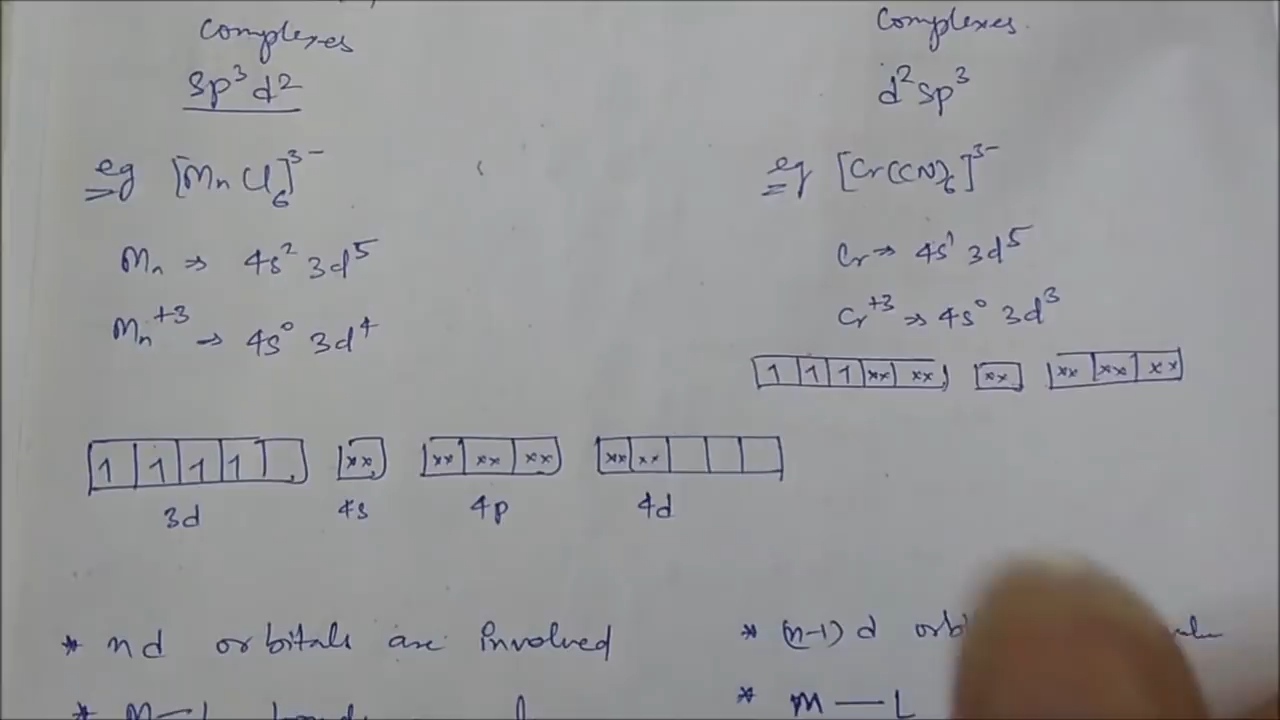 Complexes
sp³d²
eg [MnCl₆]³⁻
Mn ⇒ 4s² 3d⁵
Mn⁺³ → 4s⁰ 3d⁴
1 1 1 1
xx
xx xx xx
xx xx
3d 4s 4p 4d
* nd orbitals are involved
* M—L
Complexes.
d²sp³
eg [Cr(CN)₆]³⁻
Cr ⇒ 4s¹ 3d⁵
Cr⁺³ ⇒ 4s⁰ 3d³
1 1 1 xx xx
xx
xx xx xx
* (n-1) d
* M—L